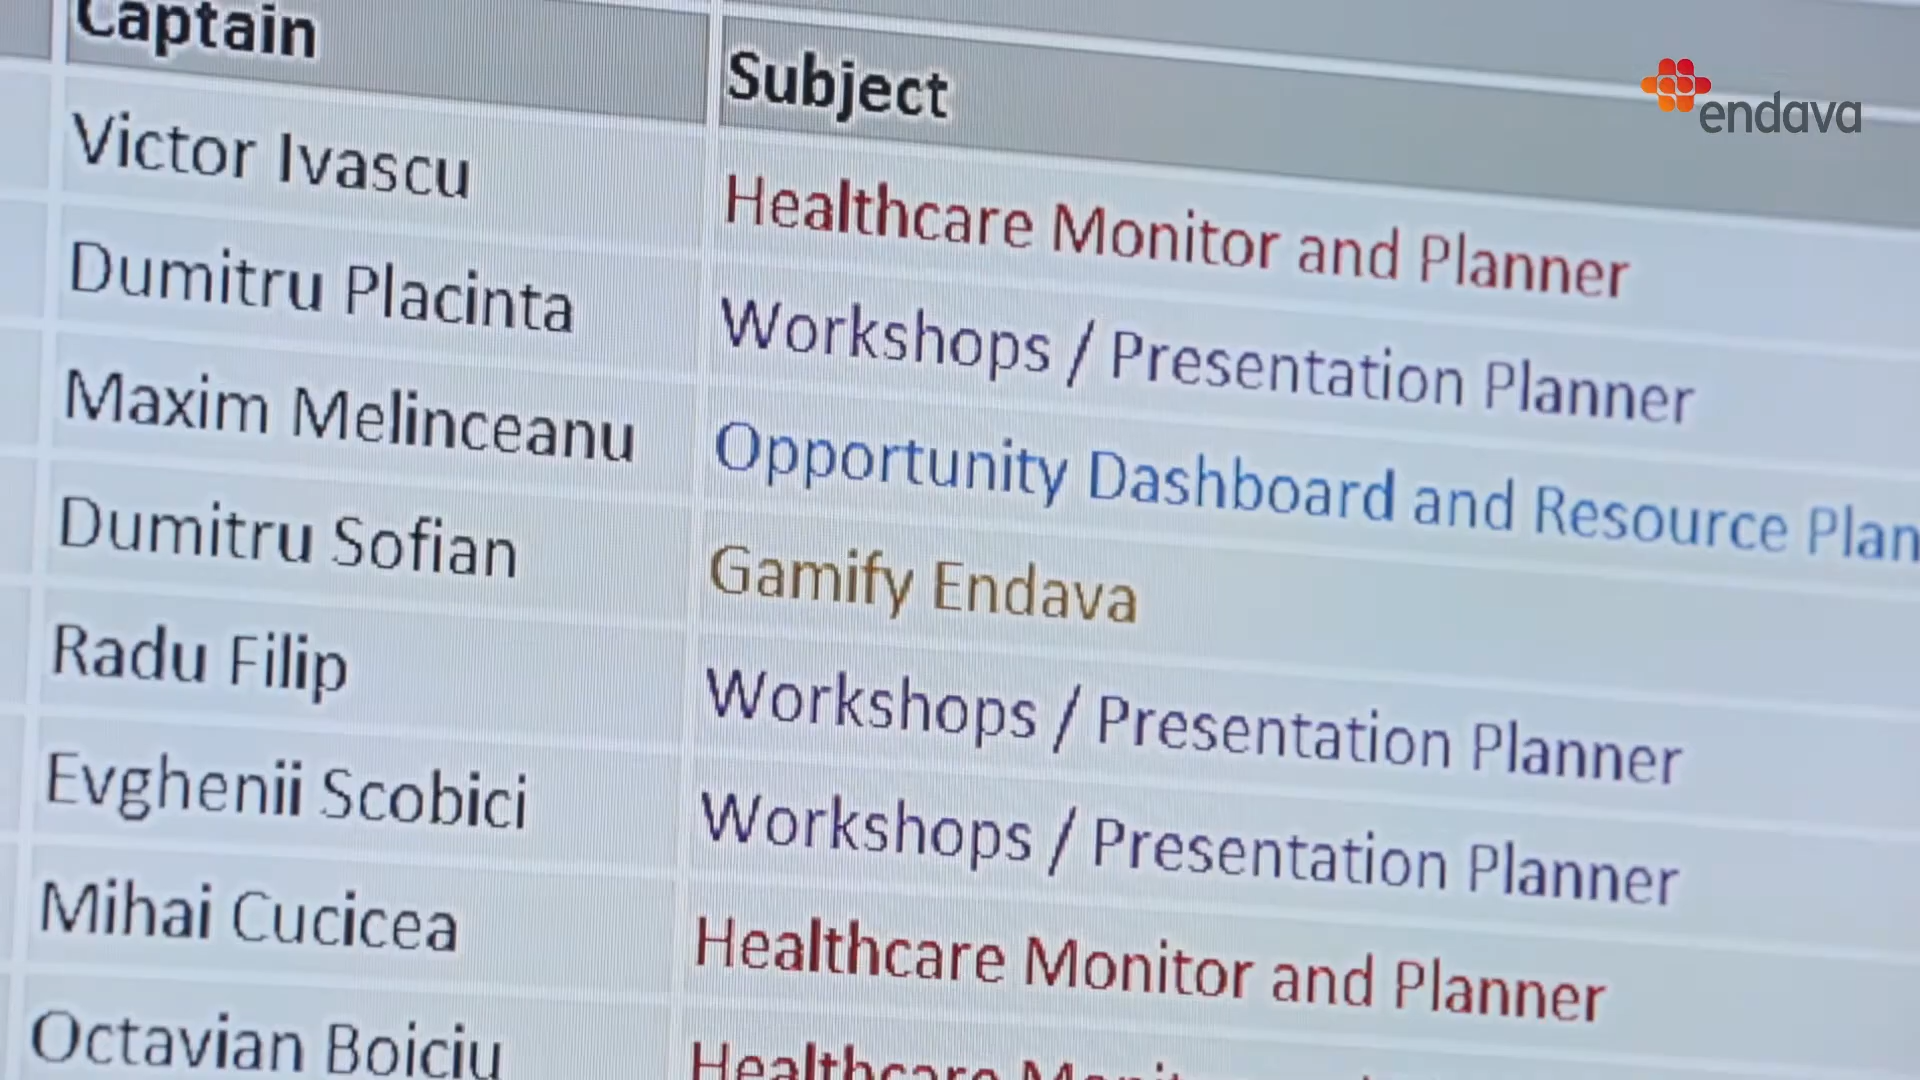 endava
Captain Subject
Victor Ivascu Healthcare Monitor and Planner
Dumitru Placinta Workshops / Presentation Planner
Maxim Melinceanu Opportunity Dashboard and Resource Plan
Dumitru Sofian Gamify Endava
Radu Filip Workshops / Presentation Planner
Evghenii Scobici Workshops / Presentation Planner
Mihai Cucicea Healthcare Monitor and Planner
Octavian Boiciu Healthcare